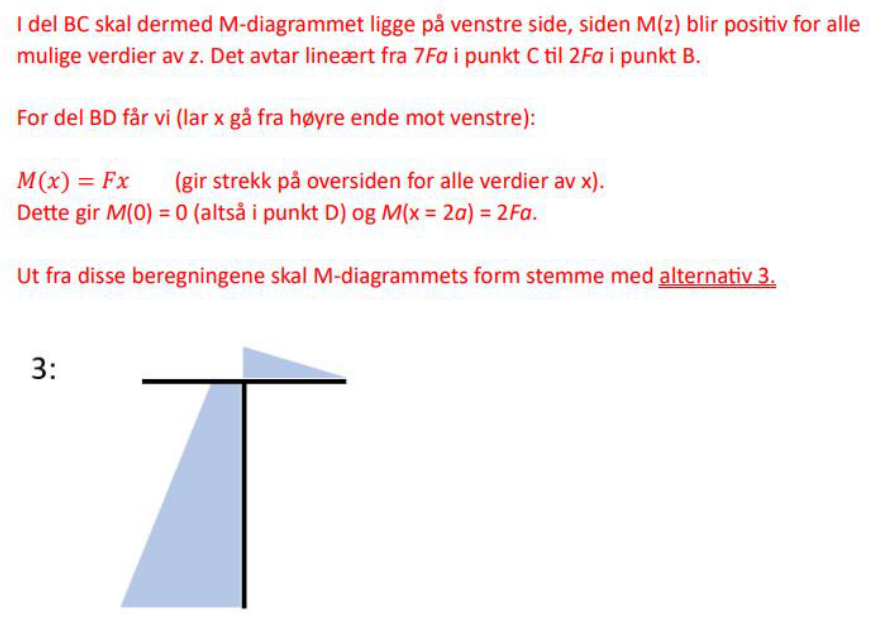 I del BC skal dermed M-diagrammet ligge på venstre side, siden M(z) blir positiv for alle
mulige verdier av z. Det avtar lineært fra 7Fa i punkt C til 2Fa i punkt B.
For del BD får vi (lar x gå fra høyre ende mot venstre):
M(x) = Fx (gir strekk på oversiden for alle verdier av x).
Dette gir M(0) = 0 (altså i punkt D) og M(x = 2a) = 2Fa.
Ut fra disse beregningene skal M-diagrammets form stemme med alternativ 3.
3: